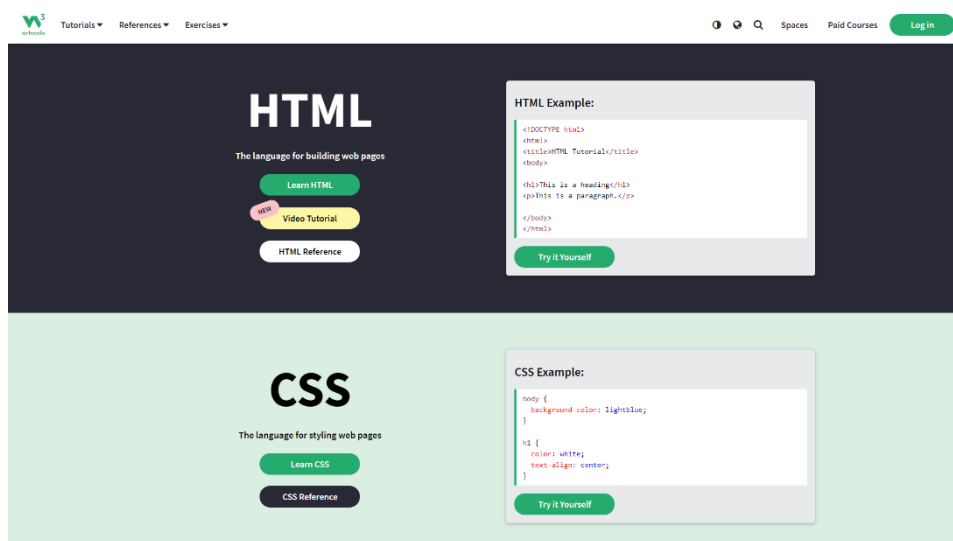 3
schools
Tutorials
References
Exercises
Spaces
Paid Courses
Log in
HTML
The language for building web pages
Learn HTML
NEW
Video Tutorial
HTML Reference
HTML Example:
<!DOCTYPE html>
<html>
<title>HTML Tutorial</title>
<body>
<h1>This is a heading</h1>
<p>This is a paragraph.</p>
</body>
</html>
Try it Yourself
CSS
The language for styling web pages
Learn CSS
CSS Reference
CSS Example:
body {
background-color: lightblue;
}
h1 {
color: white;
text-align: center;
}
Try it Yourself